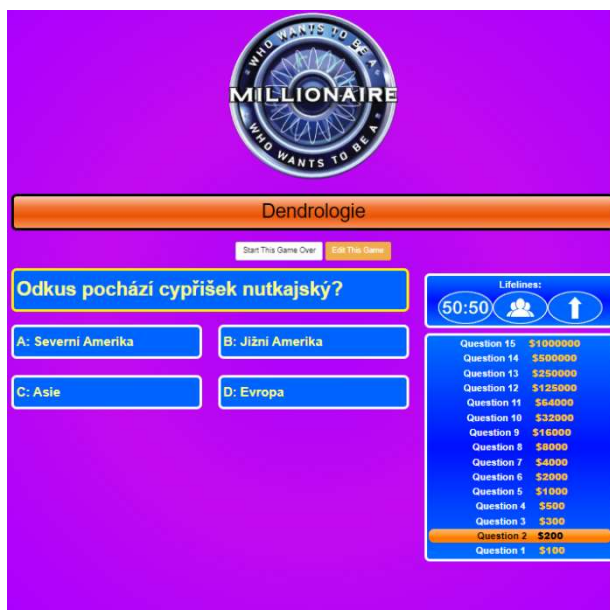 WHO WANTS TO BE A
MILLIONAIRE
WHO WANTS TO BE A
Dendrologie
Start This Game Over
Edit This Game
Odkus pochází cypřišek nutkajský?
A: Severní Amerika
B: Jižní Amerika
C: Asie
D: Evropa
Lifelines:
50:50
Question 15 $1000000
Question 14 $500000
Question 13 $250000
Question 12 $125000
Question 11 $64000
Question 10 $32000
Question 9 $16000
Question 8 $8000
Question 7 $4000
Question 6 $2000
Question 5 $1000
Question 4 $500
Question 3 $300
Question 2 $200
Question 1 $100